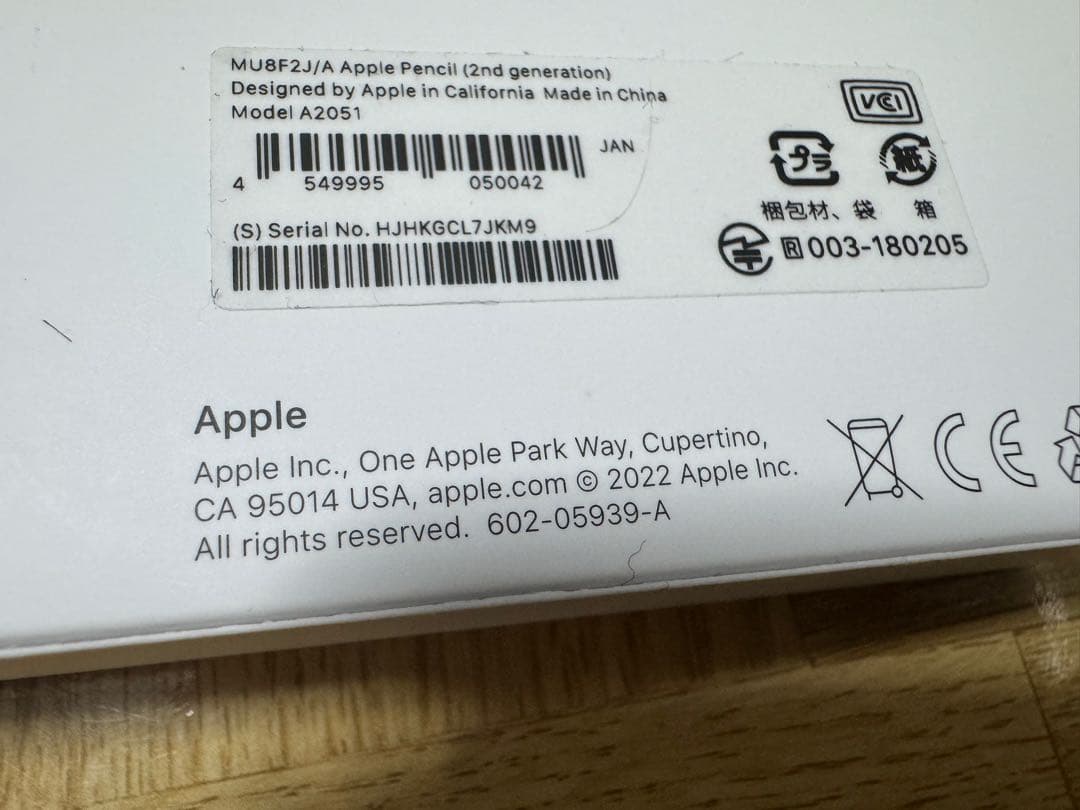 MU8F2J/A Apple Pencil (2nd generation)
Designed by Apple in California Made in China
Model A2051
JAN
4 549995 050042
(S) Serial No. HJHKGCL7JKM9
VCI
プラ
紙
梱包材、袋 箱
R 003-180205
Apple
Apple Inc., One Apple Park Way, Cupertino,
CA 95014 USA, apple.com © 2022 Apple Inc.
All rights reserved. 602-05939-A
CE